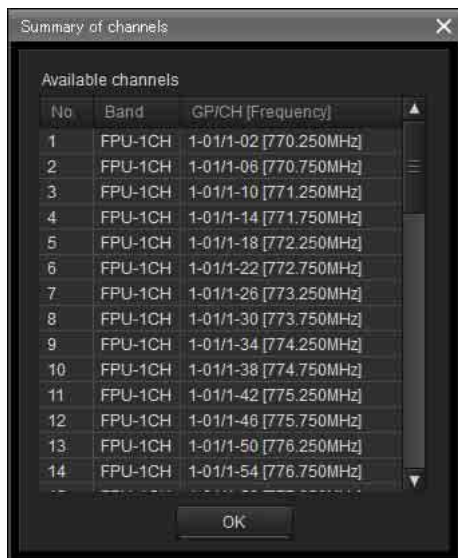 Summary of channels
Available channels
No. Band GP/CH [Frequency]
1 FPU-1CH 1-01/1-02 [770.250MHz]
2 FPU-1CH 1-01/1-06 [770.750MHz]
3 FPU-1CH 1-01/1-10 [771.250MHz]
4 FPU-1CH 1-01/1-14 [771.750MHz]
5 FPU-1CH 1-01/1-18 [772.250MHz]
6 FPU-1CH 1-01/1-22 [772.750MHz]
7 FPU-1CH 1-01/1-26 [773.250MHz]
8 FPU-1CH 1-01/1-30 [773.750MHz]
9 FPU-1CH 1-01/1-34 [774.250MHz]
10 FPU-1CH 1-01/1-38 [774.750MHz]
11 FPU-1CH 1-01/1-42 [775.250MHz]
12 FPU-1CH 1-01/1-46 [775.750MHz]
13 FPU-1CH 1-01/1-50 [776.250MHz]
14 FPU-1CH 1-01/1-54 [776.750MHz]
OK